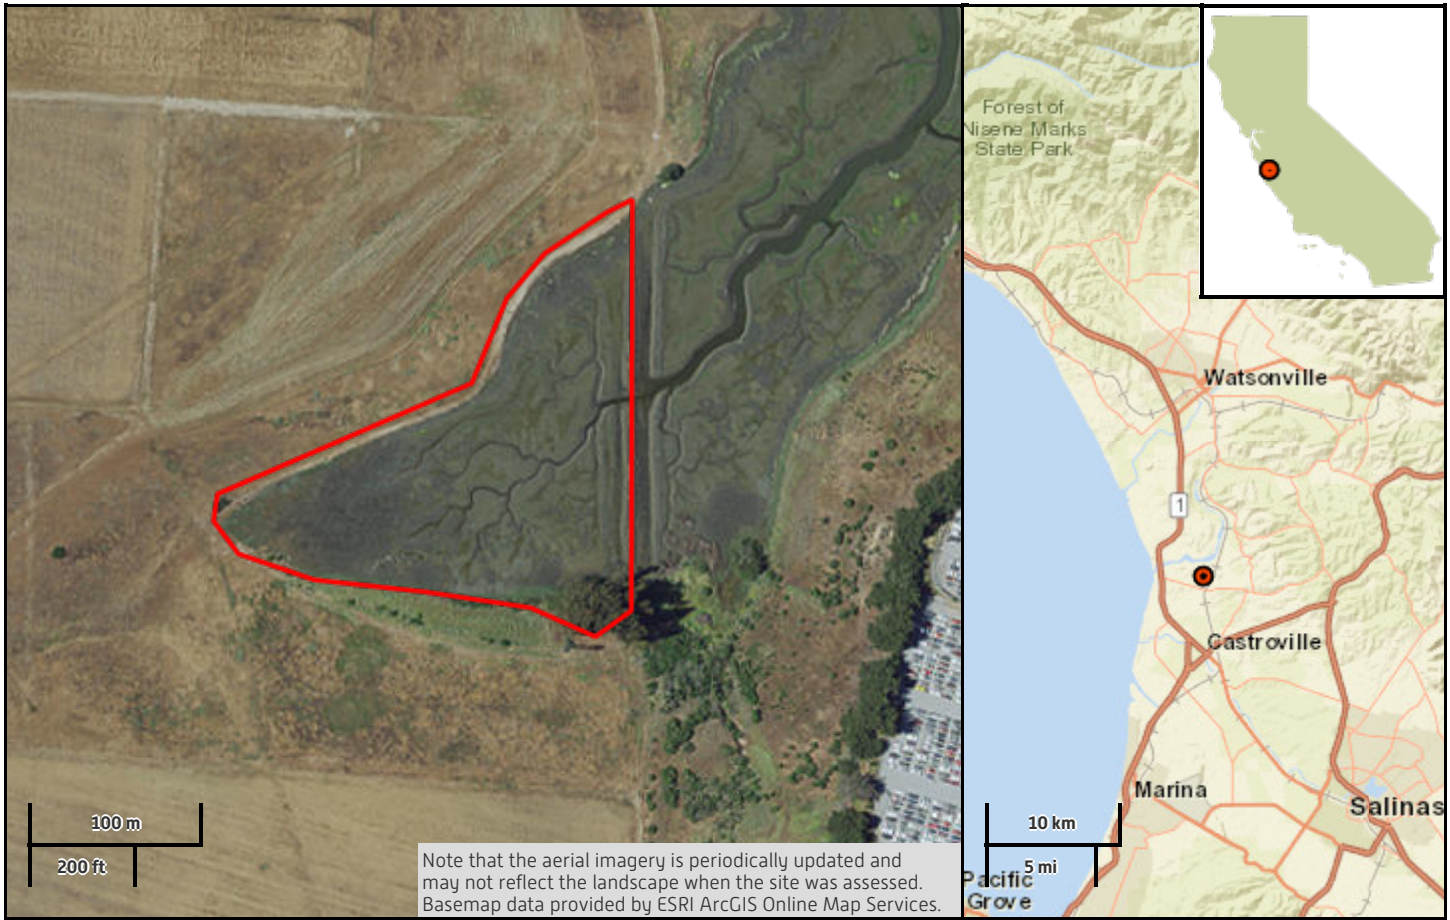 100 m
200 ft
Note that the aerial imagery is periodically updated and
may not reflect the landscape when the site was assessed.
Basemap data provided by ESRI ArcGIS Online Map Services.
Forest of
Nisene Marks
State Park
Watsonville
1
Castroville
Marina
Salinas
10 km
5 mi
Pacific
Grove